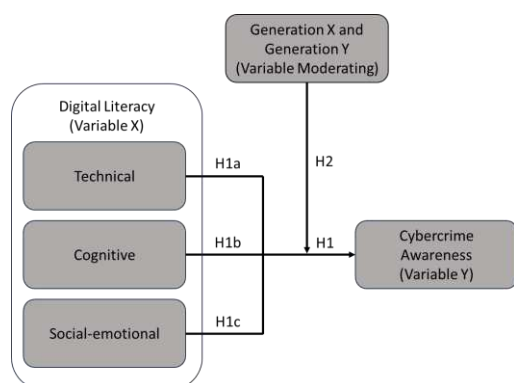 Generation X and
Generation Y
(Variable Moderating)
Digital Literacy
(Variable X)
Technical
H1a
H2
Cognitive
H1b
H1
Cybercrime
Awareness
(Variable Y)
Social-emotional
H1c